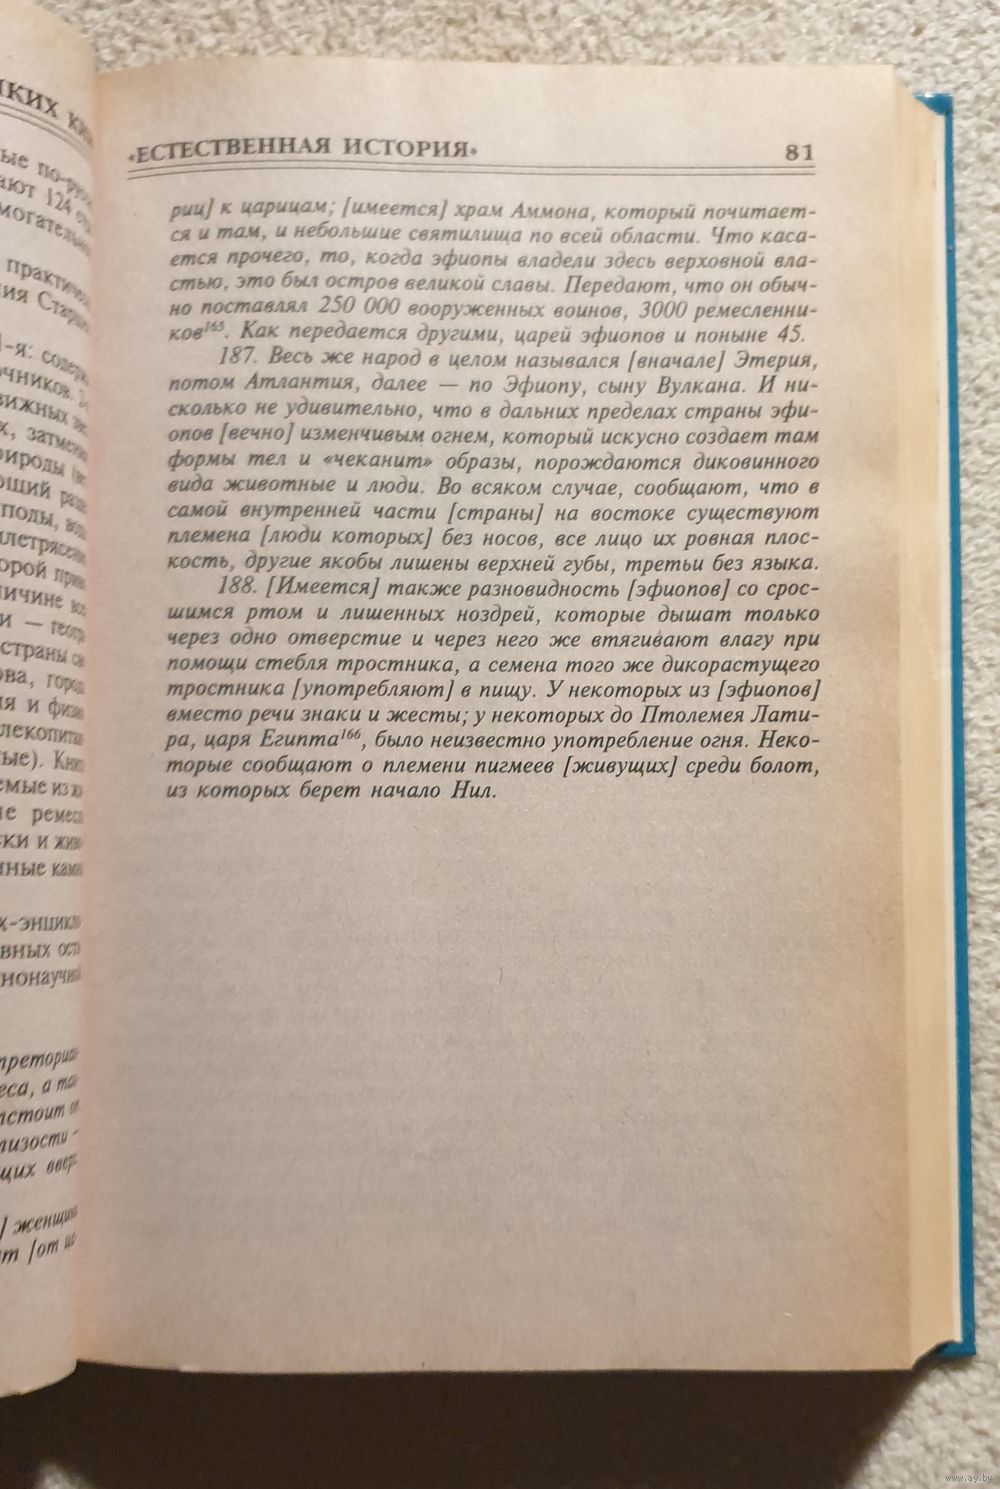 «ЕСТЕСТВЕННАЯ ИСТОРИЯ» 81
риц] к царицам; [имеется] храм Аммона, который почитает-
ся и там, и небольшие святилища по всей области. Что каса-
ется прочего, то, когда эфиопы владели здесь верховной вла-
стью, это был остров великой славы. Передают, что он обыч-
но поставлял 250 000 вооруженных воинов, 3000 ремесленни-
ков¹⁶⁵. Как передается другими, царей эфиопов и поныне 45.
187. Весь же народ в целом назывался [вначале] Этерия,
потом Атлантия, далее — по Эфиопу, сыну Вулкана. И ни-
сколько не удивительно, что в дальних пределах страны эфи-
опов [вечно] изменчивым огнем, который искусно создает там
формы тел и «чеканит» образы, порождаются диковинного
вида животные и люди. Во всяком случае, сообщают, что в
самой внутренней части [страны] на востоке существуют
племена [люди которых] без носов, все лицо их ровная плос-
кость, другие якобы лишены верхней губы, третьи без языка.
188. [Имеется] также разновидность [эфиопов] со срос-
шимся ртом и лишенных ноздрей, которые дышат только
через одно отверстие и через него же втягивают влагу при
помощи стебля тростника, а семена того же дикорастущего
тростника [употребляют] в пищу. У некоторых из [эфиопов]
вместо речи знаки и жесты; у некоторых до Птолемея Лати-
ра, царя Египта¹⁶⁶, было неизвестно употребление огня. Неко-
торые сообщают о племени пигмеев [живущих] среди болот,
из которых берет начало Нил.
www.ay.by